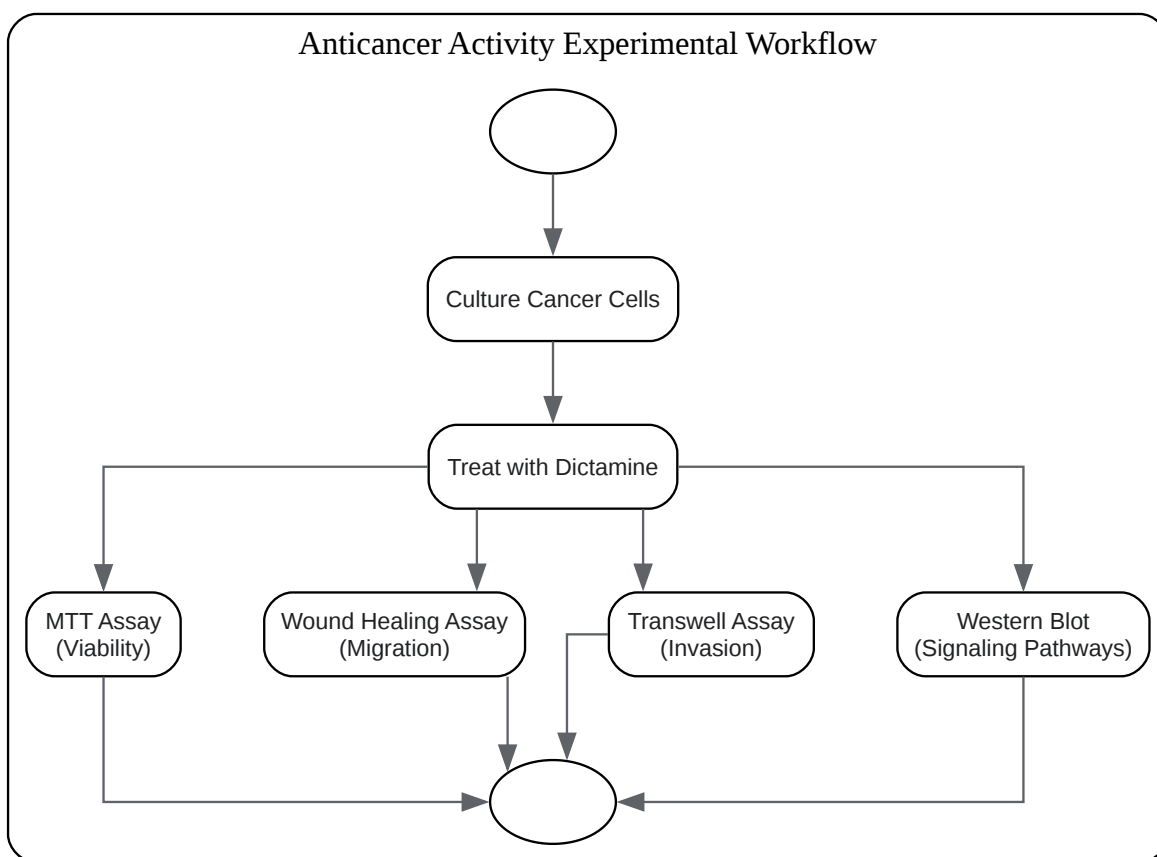 Anticancer Activity Experimental Workflow
Culture Cancer Cells
Treat with Dictamine
MTT Assay
(Viability)
Wound Healing Assay
(Migration)
Transwell Assay
(Invasion)
Western Blot
(Signaling Pathways)